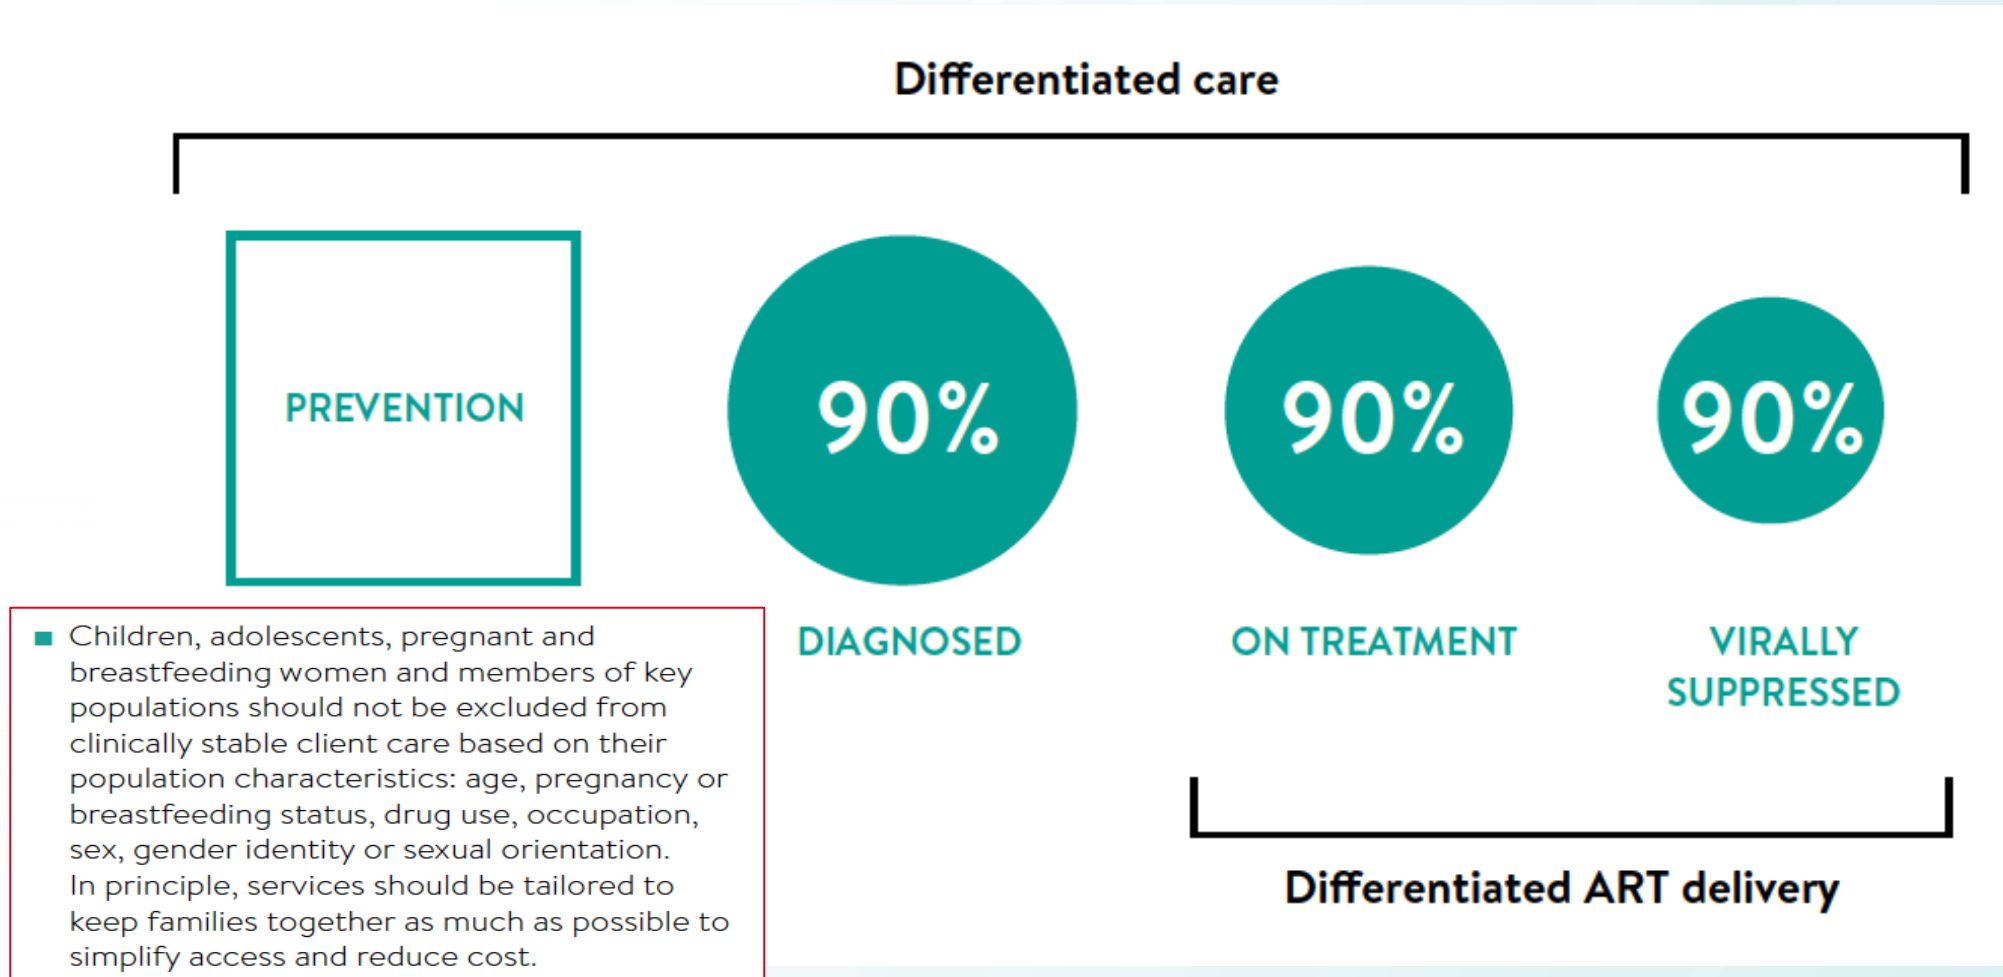 Differentiated care
PREVENTION
90%
90%
90%
DIAGNOSED
ON TREATMENT
VIRALLY
SUPPRESSED
■ Children, adolescents, pregnant and
breastfeeding women and members of key
populations should not be excluded from
clinically stable client care based on their
population characteristics: age, pregnancy or
breastfeeding status, drug use, occupation,
sex, gender identity or sexual orientation.
In principle, services should be tailored to
keep families together as much as possible to
simplify access and reduce cost.
Differentiated ART delivery